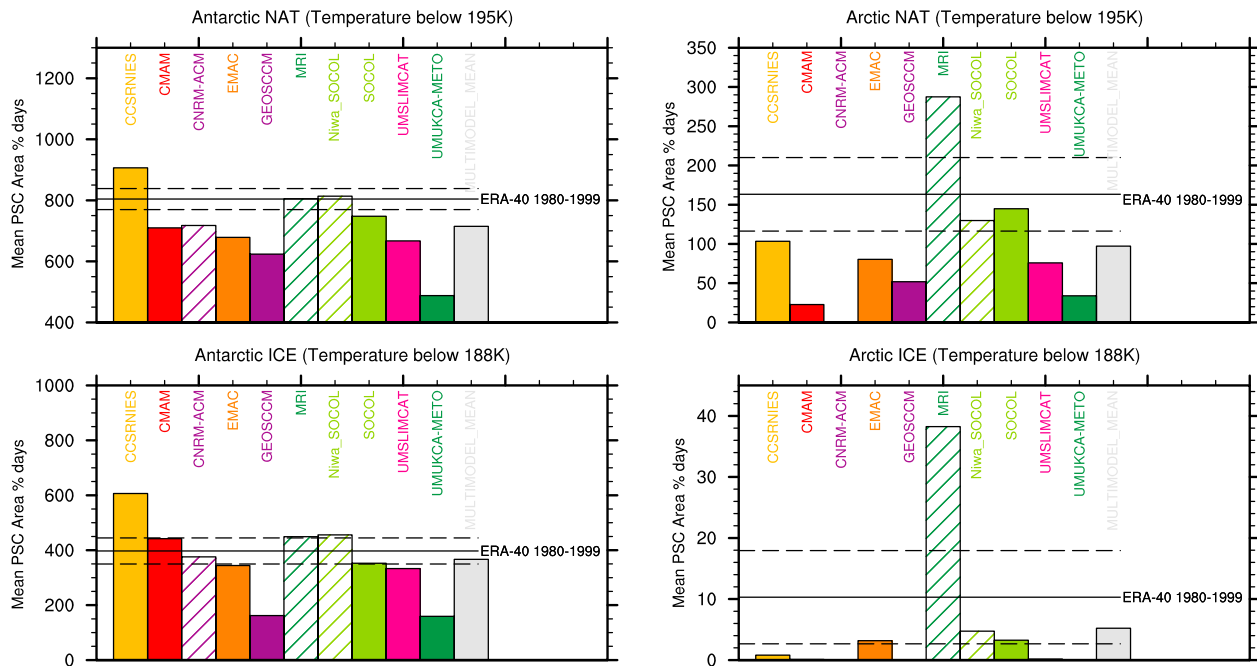 Antarctic NAT (Temperature below 195K)
Mean PSC Area % days
1200
1000
800
600
400
CCSRNIES
CMAM
CNRM-ACM
EMAC
GEOSCCM
MRI
Niwa_SOCOL
SOCOL
UMSLIMCAT
UMUKCA-METO
MULTIMODEL_MEAN
ERA-40 1980-1999
Arctic NAT (Temperature below 195K)
Mean PSC Area % days
350
300
250
200
150
100
50
0
CCSRNIES
CMAM
CNRM-ACM
EMAC
GEOSCCM
MRI
Niwa_SOCOL
SOCOL
UMSLIMCAT
UMUKCA-METO
MULTIMODEL_MEAN
ERA-40 1980-1999
Antarctic ICE (Temperature below 188K)
Mean PSC Area % days
1000
800
600
400
200
0
CCSRNIES
CMAM
CNRM-ACM
EMAC
GEOSCCM
MRI
Niwa_SOCOL
SOCOL
UMSLIMCAT
UMUKCA-METO
MULTIMODEL_MEAN
ERA-40 1980-1999
Arctic ICE (Temperature below 188K)
Mean PSC Area % days
40
30
20
10
0
CCSRNIES
CMAM
CNRM-ACM
EMAC
GEOSCCM
MRI
Niwa_SOCOL
SOCOL
UMSLIMCAT
UMUKCA-METO
MULTIMODEL_MEAN
ERA-40 1980-1999